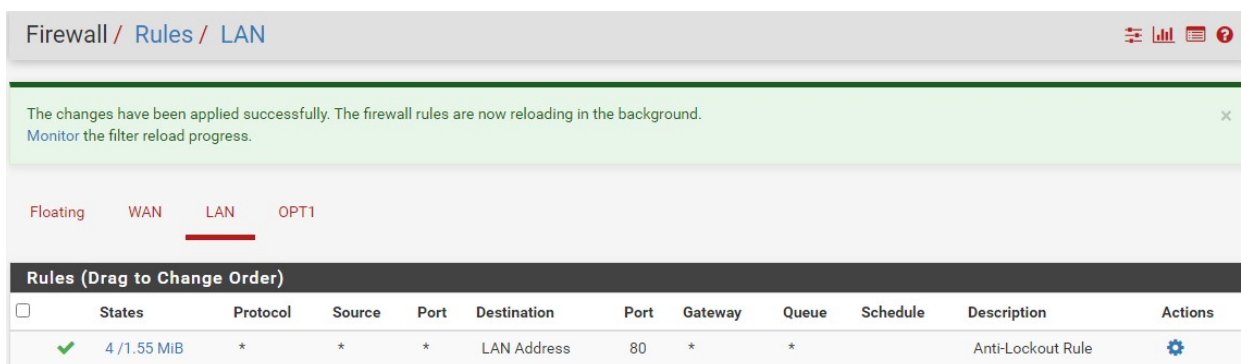 Firewall / Rules / LAN
The changes have been applied successfully. The firewall rules are now reloading in the background.
Monitor the filter reload progress.
Floating WAN LAN OPT1
Rules (Drag to Change Order)
States Protocol Source Port Destination Port Gateway Queue Schedule Description Actions
4 /1.55 MiB * * * LAN Address 80 * * Anti-Lockout Rule